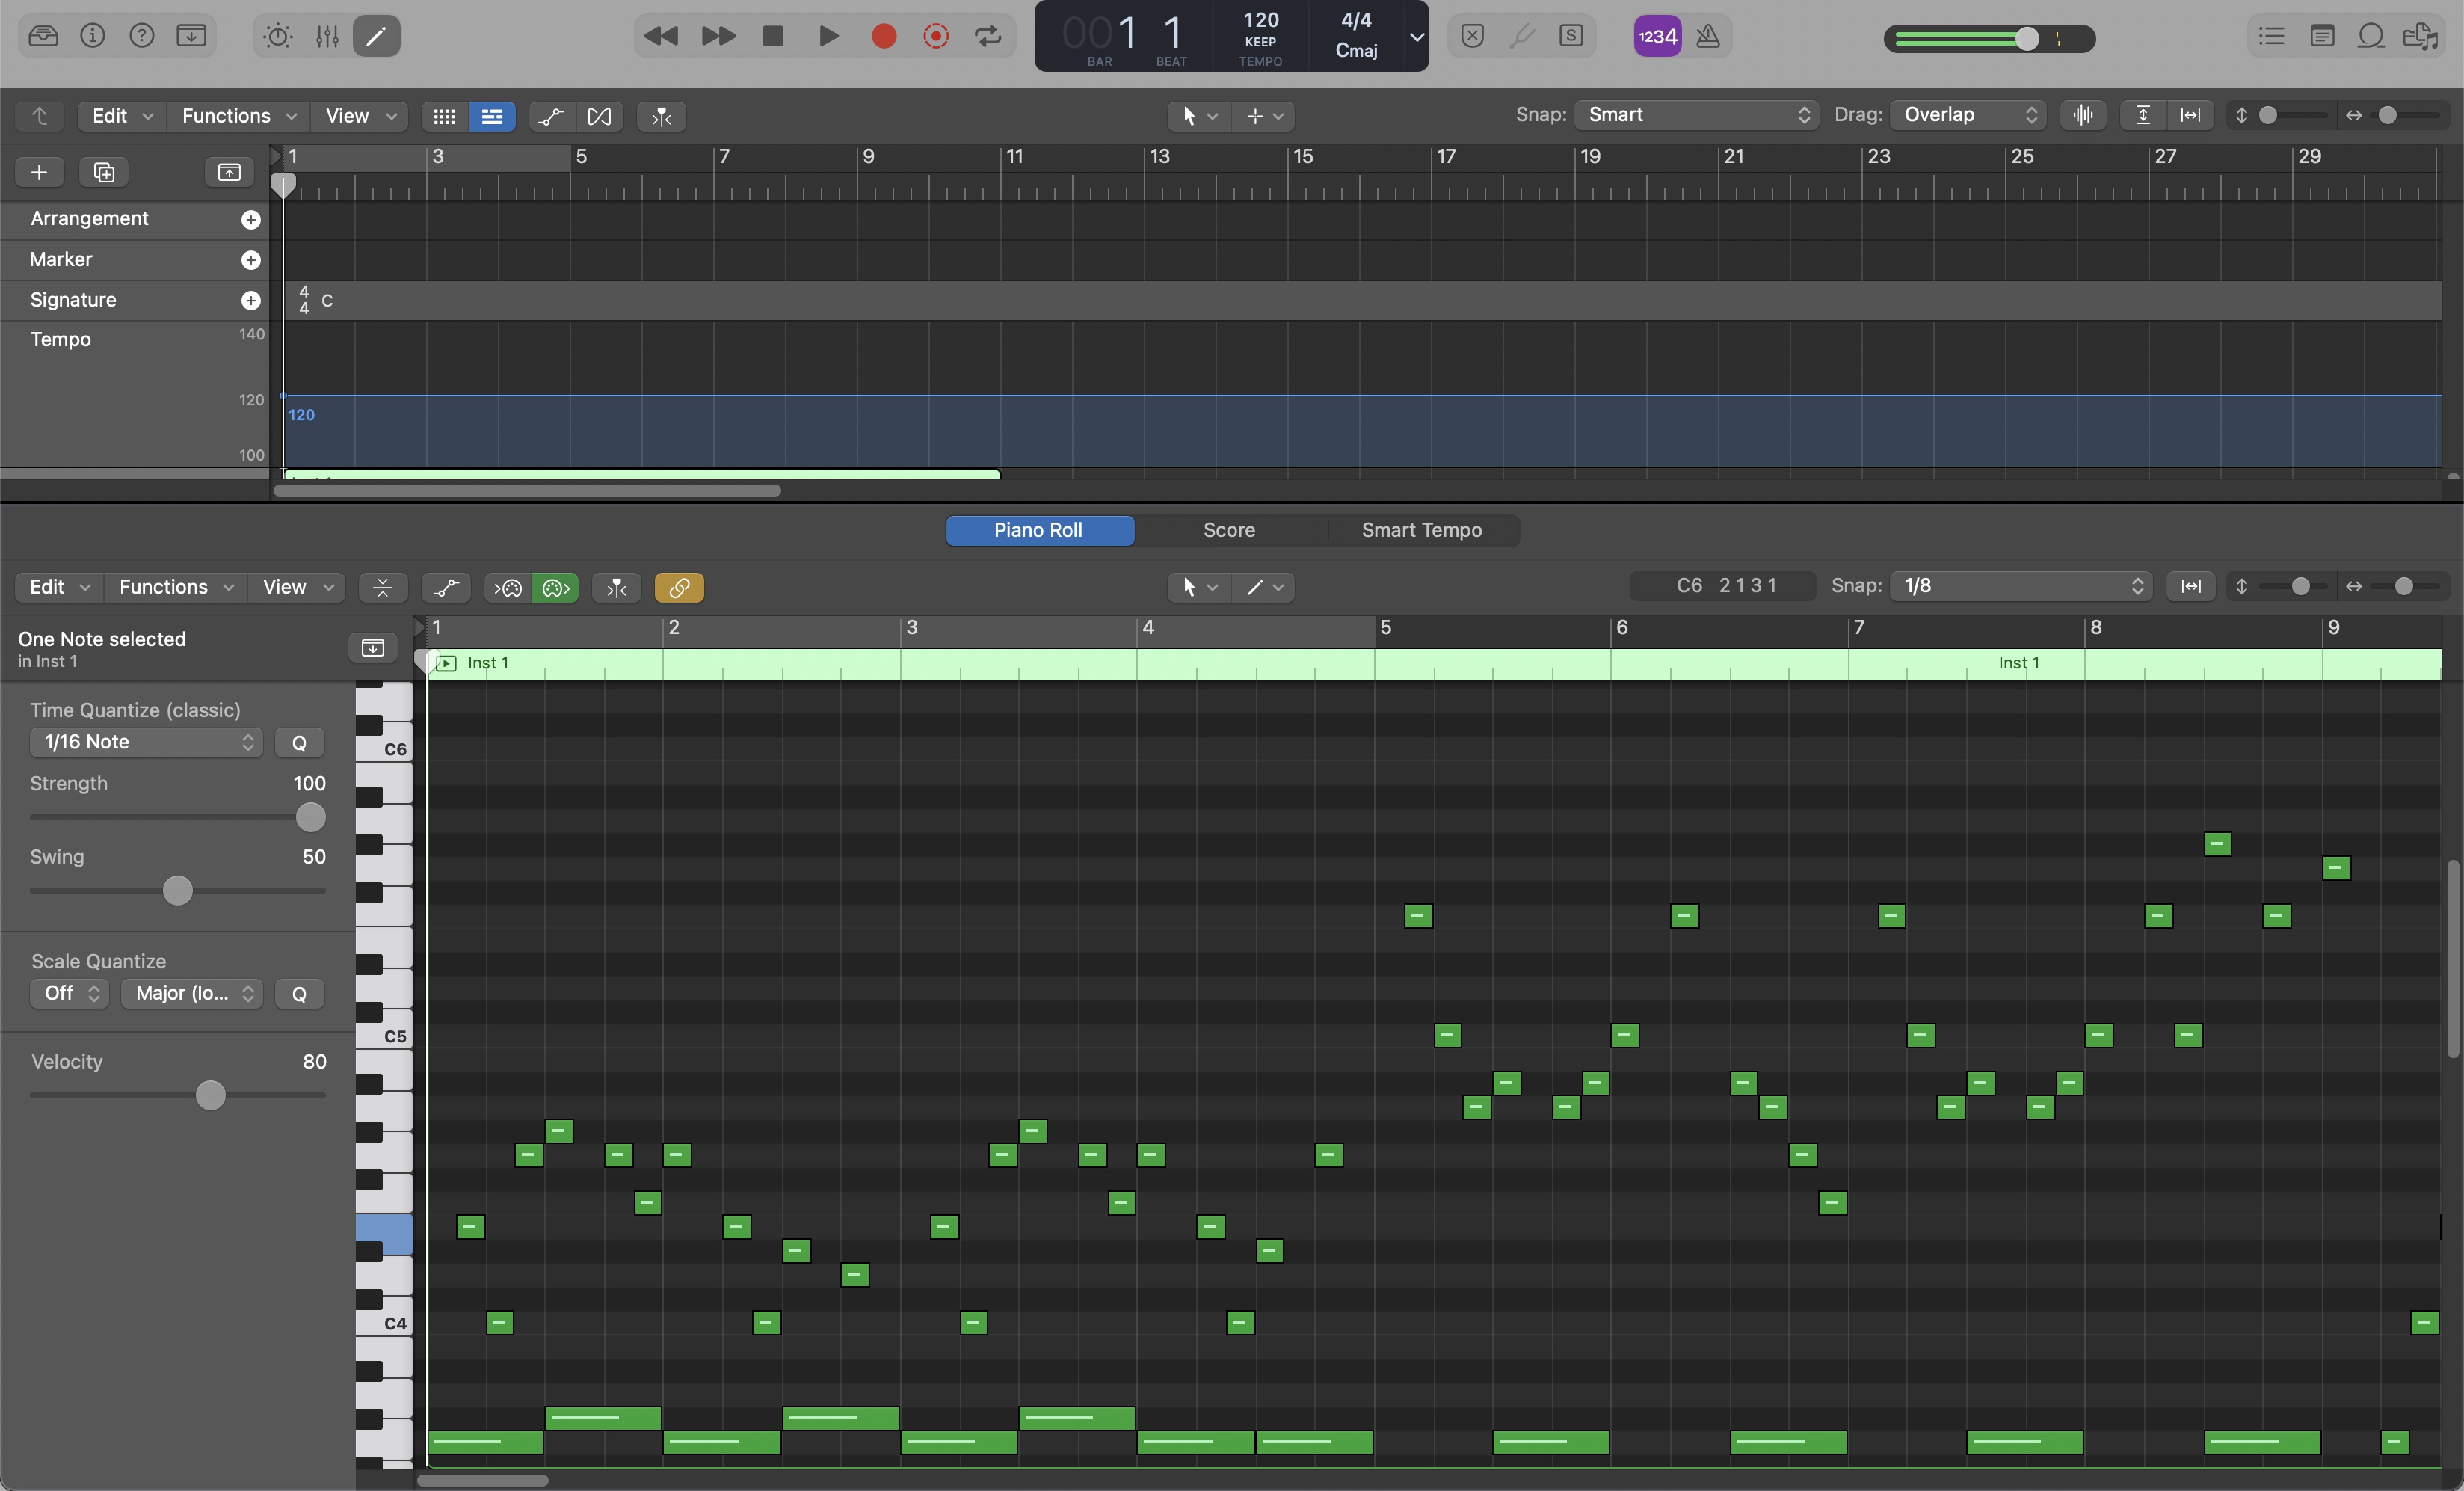 001 1 120 4/4
KEEP Cmaj
BAR BEAT TEMPO
1234
S
Edit Functions View Snap: Smart Drag: Overlap
1 3 5 7 9 11 13 15 17 19 21 23 25 27 29
Arrangement
Marker
Signature 4/4 C
Tempo 140
120
120
100
Piano Roll Score Smart Tempo
Edit Functions View C6 2 1 3 1 Snap: 1/8
1 2 3 4 5 6 7 8 9
One Note selected
in Inst 1
Inst 1 Inst 1
Time Quantize (classic)
1/16 Note Q
C6
Strength 100
Swing 50
Scale Quantize
Off Major (lo... Q
C5
Velocity 80
C4